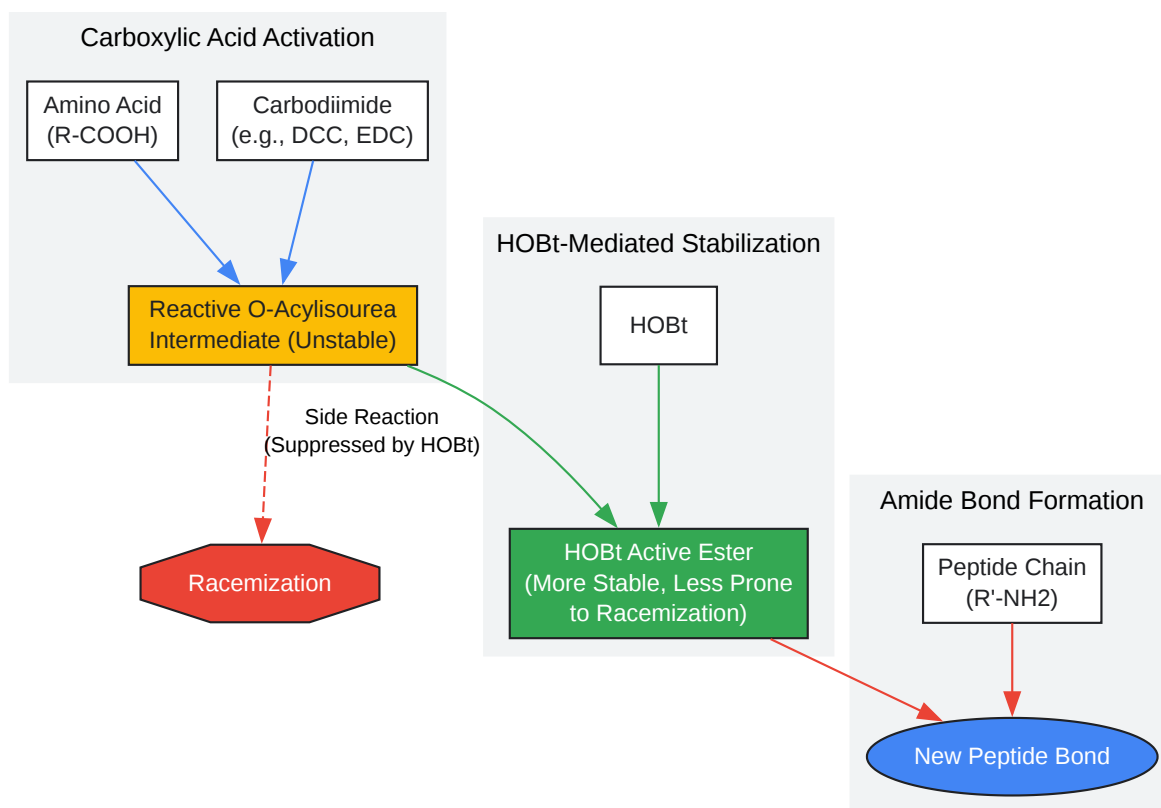 Carboxylic Acid Activation
Amino Acid
(R-COOH)
Carbodiimide
(e.g., DCC, EDC)
Reactive O-Acylisourea
Intermediate (Unstable)
Side Reaction
(Suppressed by HOBt)
Racemization
HOBt-Mediated Stabilization
HOBt
HOBt Active Ester
(More Stable, Less Prone
to Racemization)
Amide Bond Formation
Peptide Chain
(R'-NH2)
New Peptide Bond